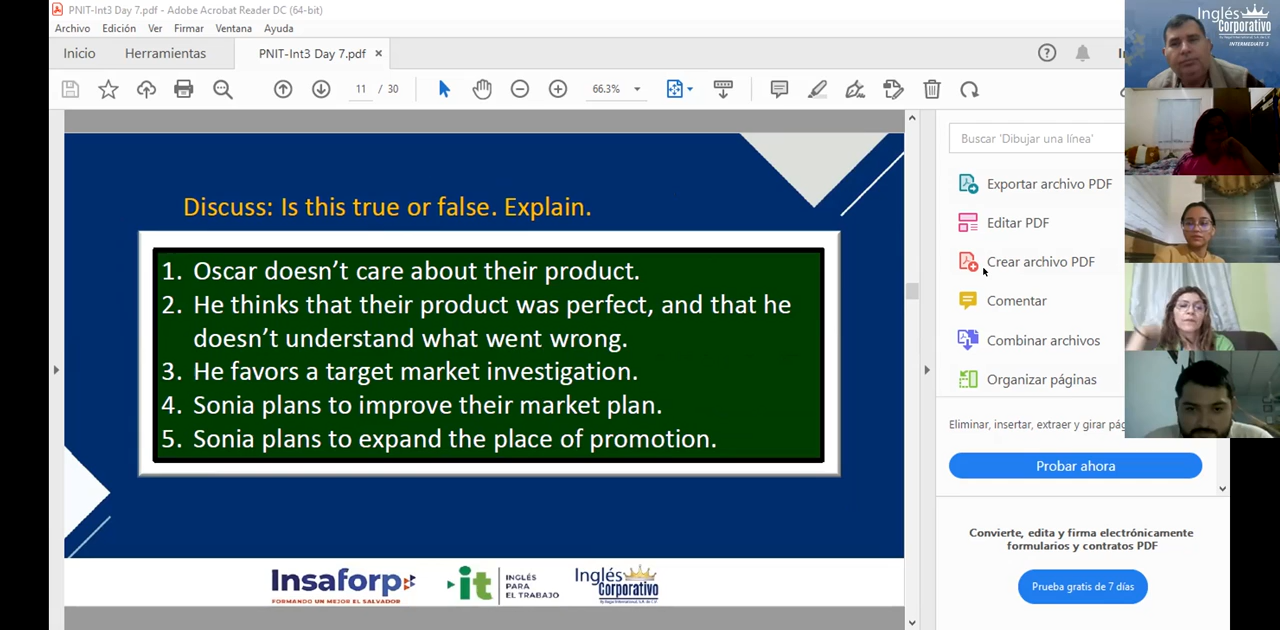 PNIT-Int3 Day 7.pdf - Adobe Acrobat Reader DC (64-bit)
Archivo Edición Ver Firmar Ventana Ayuda
Inicio Herramientas PNIT-Int3 Day 7.pdf ×
11 / 30 66.3%
Discuss: Is this true or false. Explain.
1. Oscar doesn't care about their product.
2. He thinks that their product was perfect, and that he
doesn't understand what went wrong.
3. He favors a target market investigation.
4. Sonia plans to improve their market plan.
5. Sonia plans to expand the place of promotion.
Insaforp
FORMANDO UN MEJOR EL SALVADOR
it
INGLÉS
PARA
EL TRABAJO
Inglés
Corporativo
Buscar 'Dibujar una línea'
Exportar archivo PDF
Editar PDF
Crear archivo PDF
Comentar
Combinar archivos
Organizar páginas
Eliminar, insertar, extraer y girar
Probar ahora
Convierte, edita y firma electrónicamente
formularios y contratos PDF
Prueba gratis de 7 días
Inglés
Corporativo
INTERMEDIATE 3